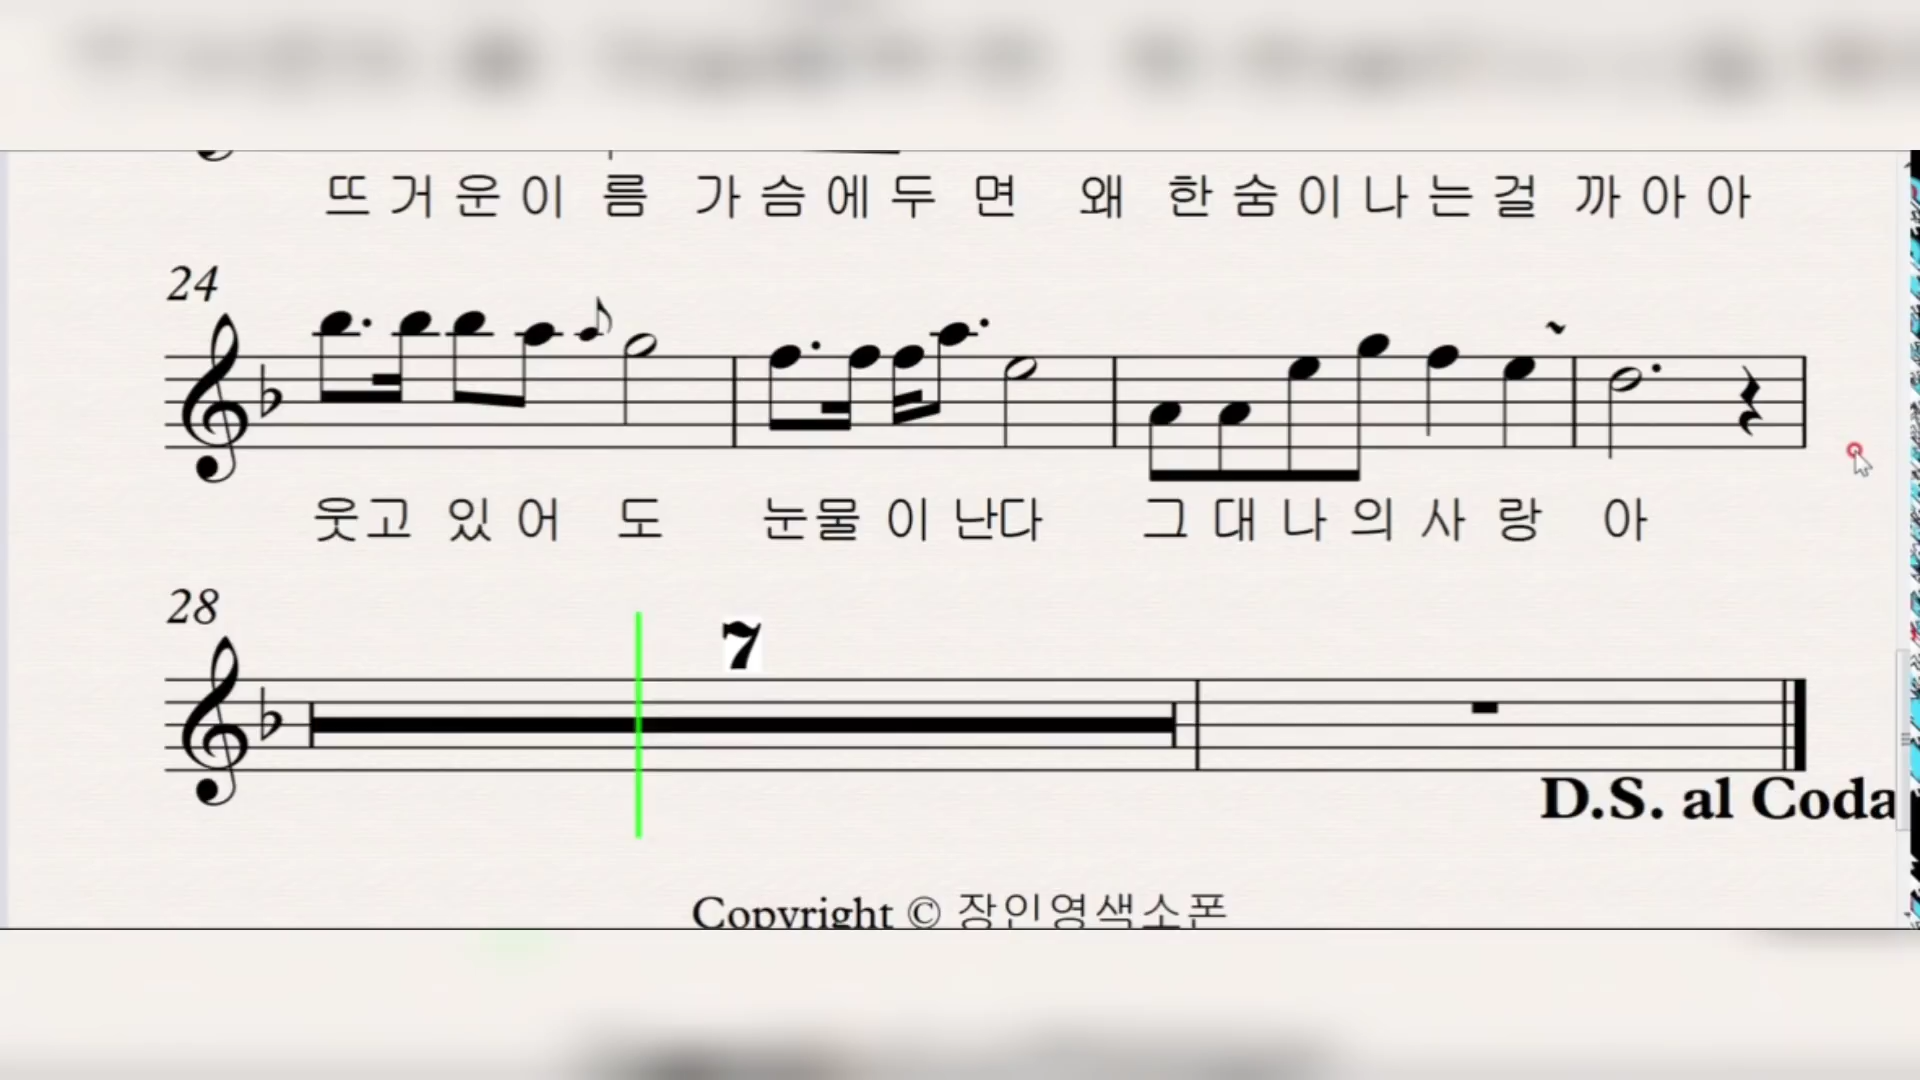 뜨거운이 름 가슴에두 면 왜 한숨이나는걸 까아아
24
웃고 있어 도 눈물 이 난다 그대나의사랑 아
28
7
D.S. al Coda
Copyright © 장인영색소폰